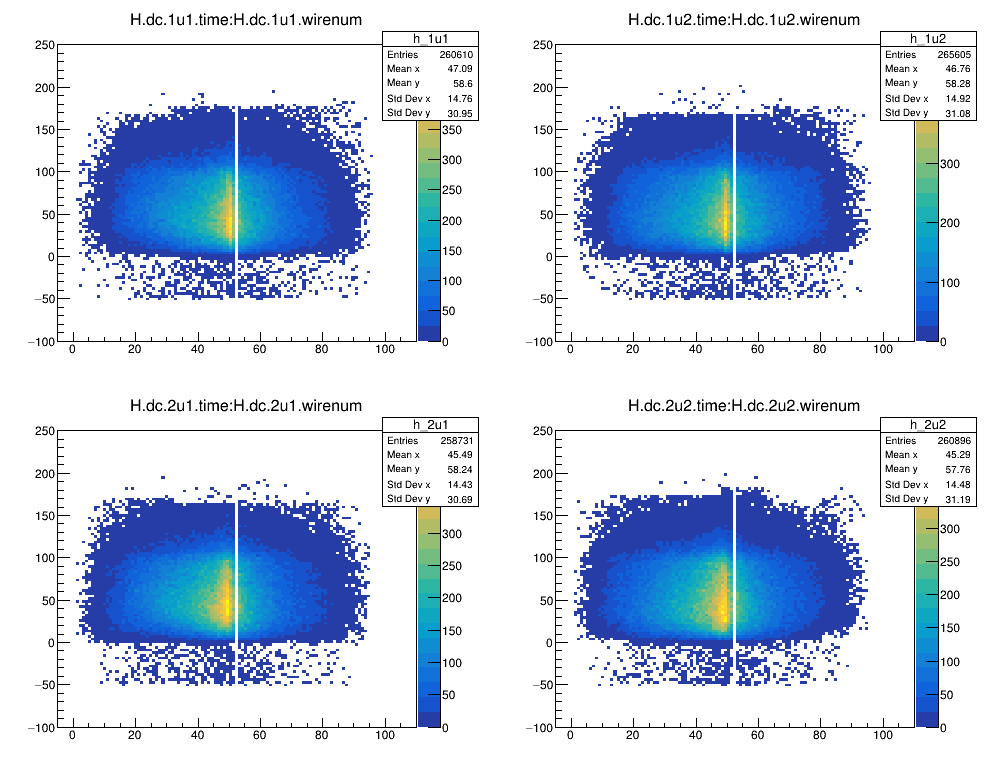 H.dc.1u1.time:H.dc.1u1.wirenum
h_1u1
Entries 260610
Mean x 47.09
Mean y 58.6
Std Dev x 14.76
Std Dev y 30.95
250
200
150
100
50
0
−50
−100
0 20 40 60 80 100
350
300
250
200
150
100
50
0
H.dc.1u2.time:H.dc.1u2.wirenum
h_1u2
Entries 265605
Mean x 46.76
Mean y 58.28
Std Dev x 14.92
Std Dev y 31.08
250
200
150
100
50
0
−50
−100
0 20 40 60 80 100
300
200
100
0
H.dc.2u1.time:H.dc.2u1.wirenum
h_2u1
Entries 258731
Mean x 45.49
Mean y 58.24
Std Dev x 14.43
Std Dev y 30.69
250
200
150
100
50
0
−50
−100
0 20 40 60 80 100
300
250
200
150
100
50
0
H.dc.2u2.time:H.dc.2u2.wirenum
h_2u2
Entries 260896
Mean x 45.29
Mean y 57.76
Std Dev x 14.48
Std Dev y 31.19
250
200
150
100
50
0
−50
−100
0 20 40 60 80 100
300
250
200
150
100
50
0